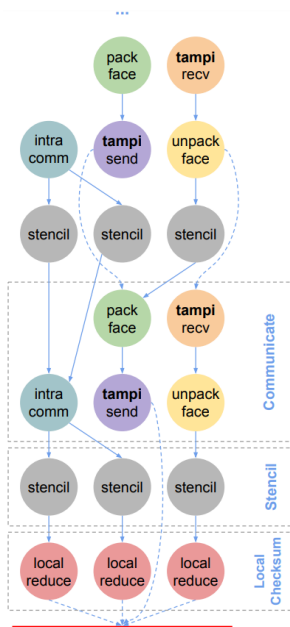 ...
pack
face
tampi
recv
intra
comm
tampi
send
unpack
face
stencil
stencil
stencil
pack
face
tampi
recv
Communicate
intra
comm
tampi
send
unpack
face
stencil
stencil
stencil
Stencil
local
reduce
local
reduce
local
reduce
Local
Checksum